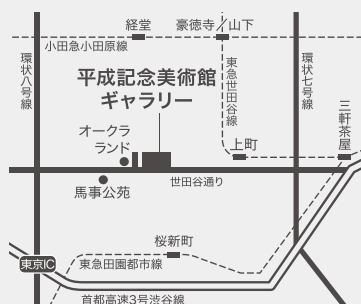 経堂
豪徳寺／山下
小田急小田原線
環状八号線
平成記念美術館
ギャラリー
東急世田谷線
環状七号線
オークラ
ランド
上町
三軒茶屋
世田谷通り
馬事公苑
桜新町
東京IC
東急田園都市線
首都高速3号渋谷線